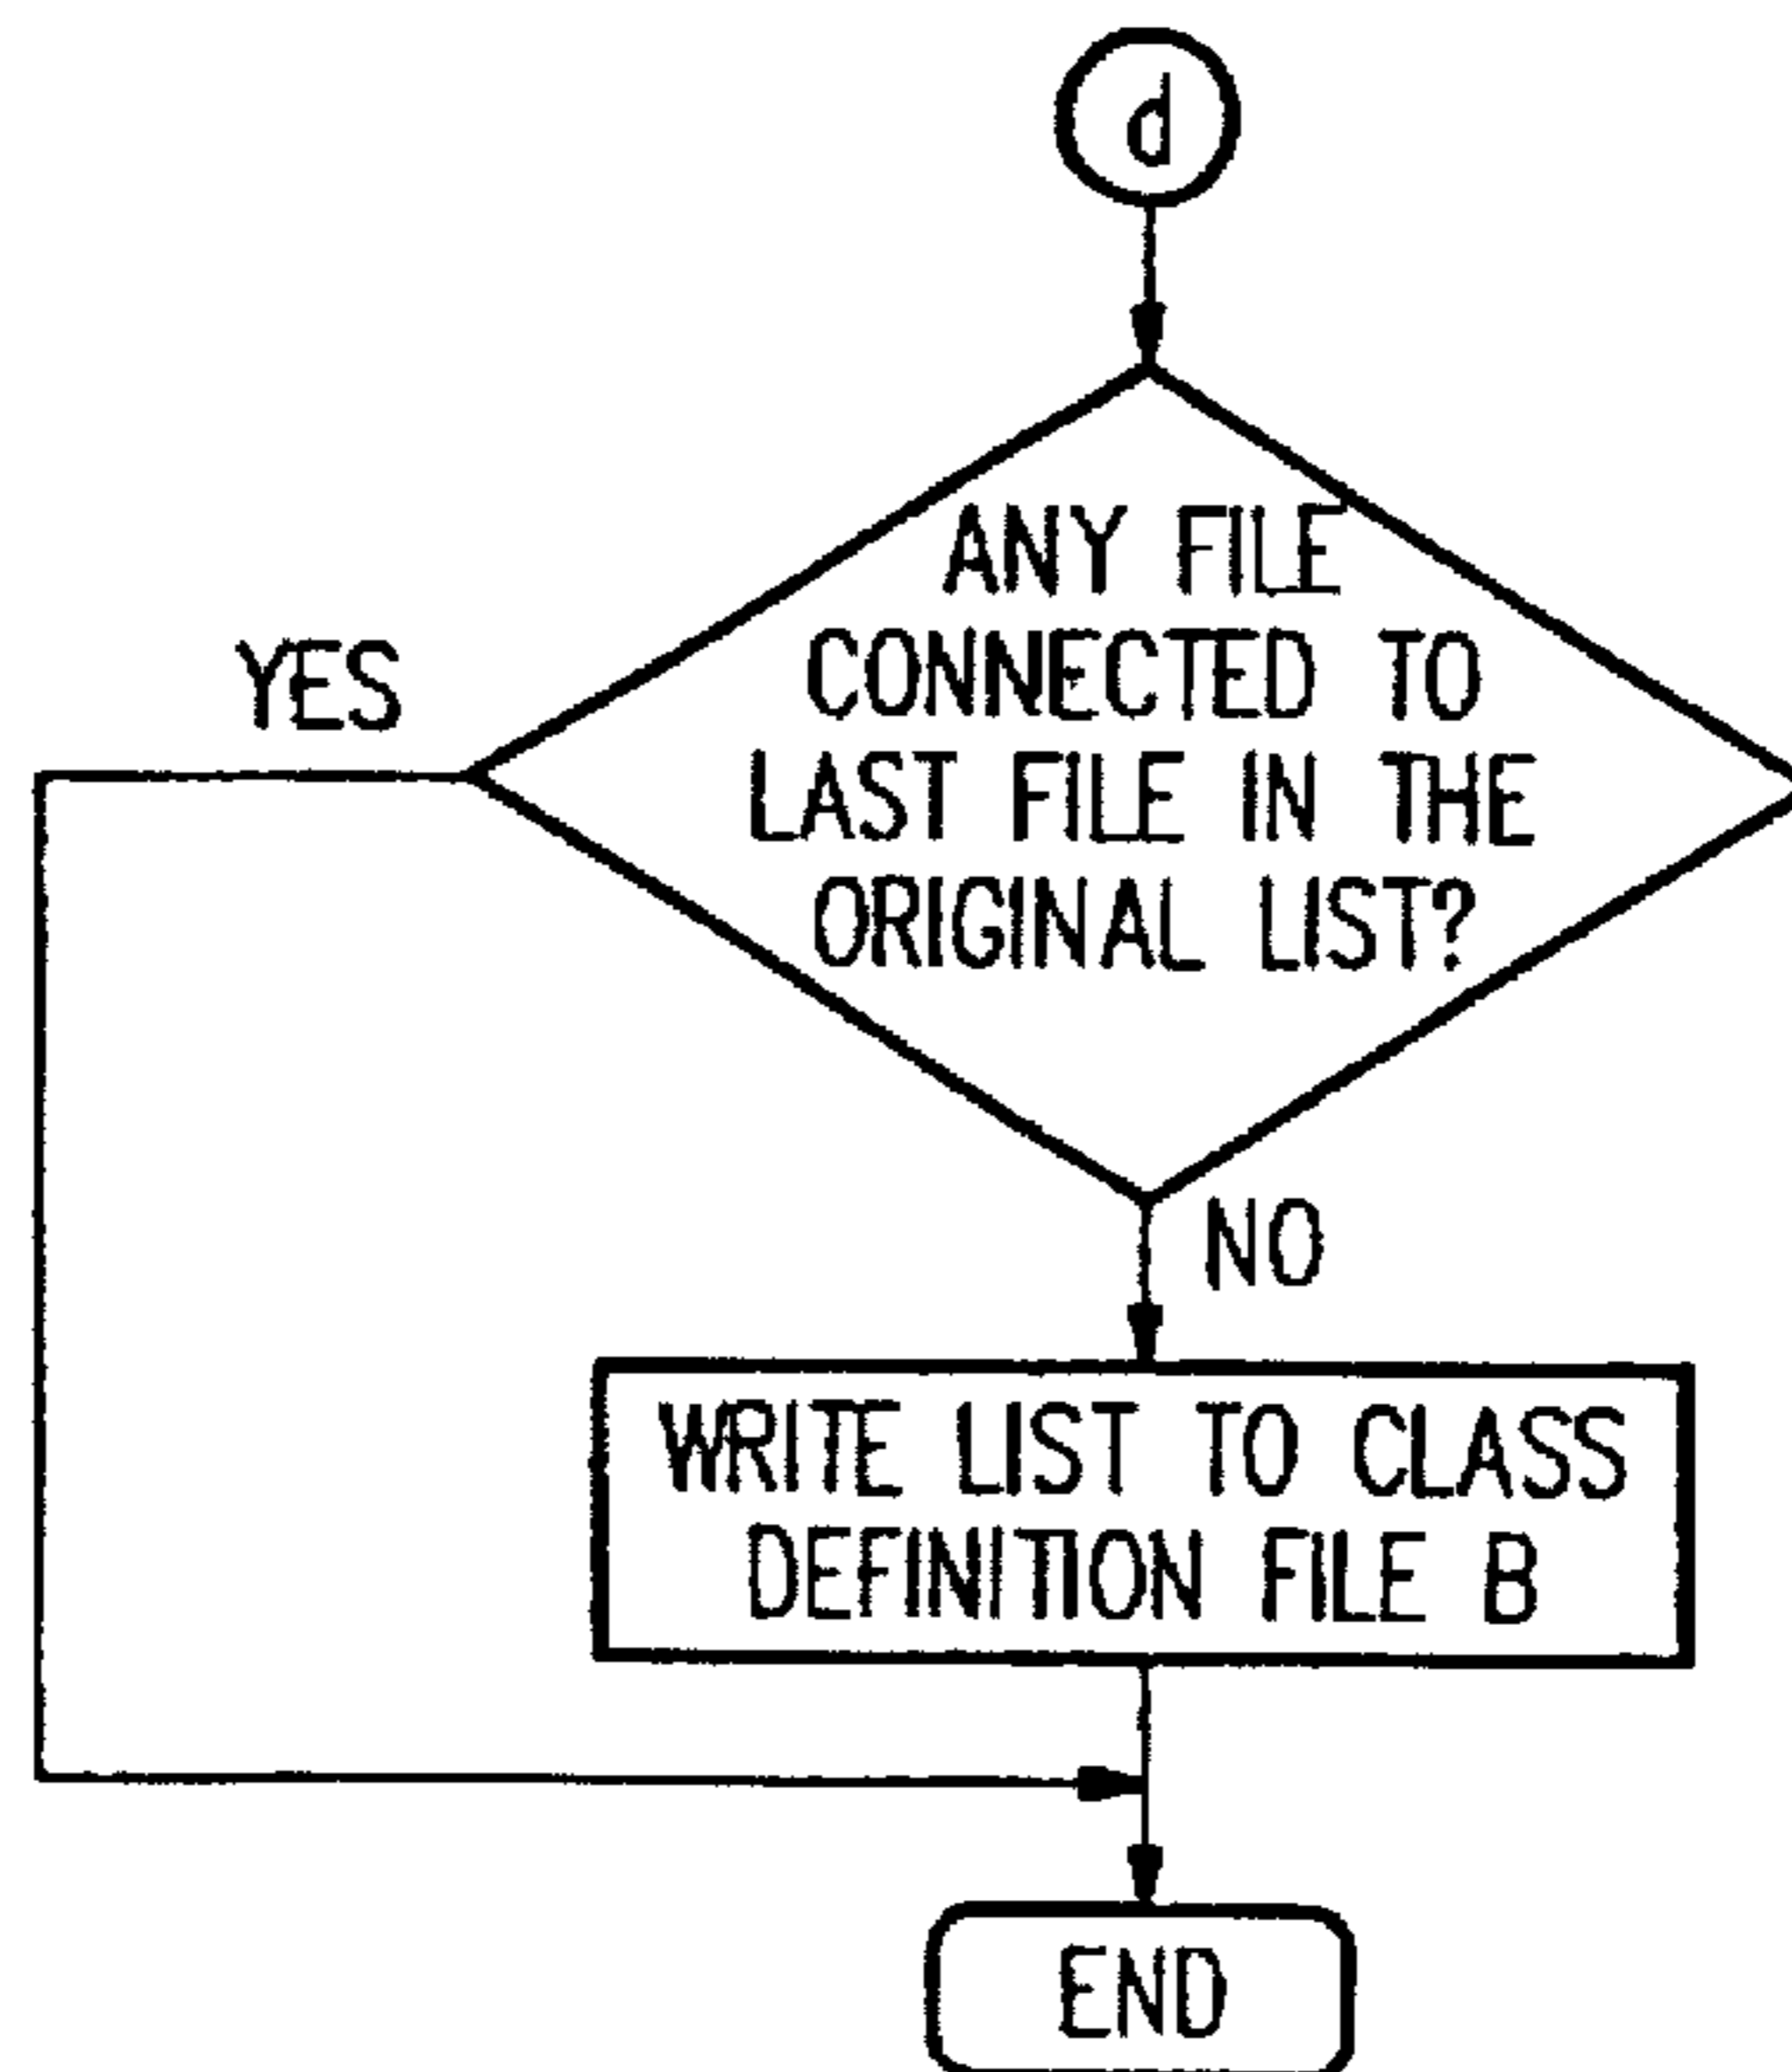 d
ANY FILE
CONNECTED TO
LAST FILE IN THE
ORIGINAL LIST?
YES
NO
WRITE LIST TO CLASS
DEFINITION FILE B
END